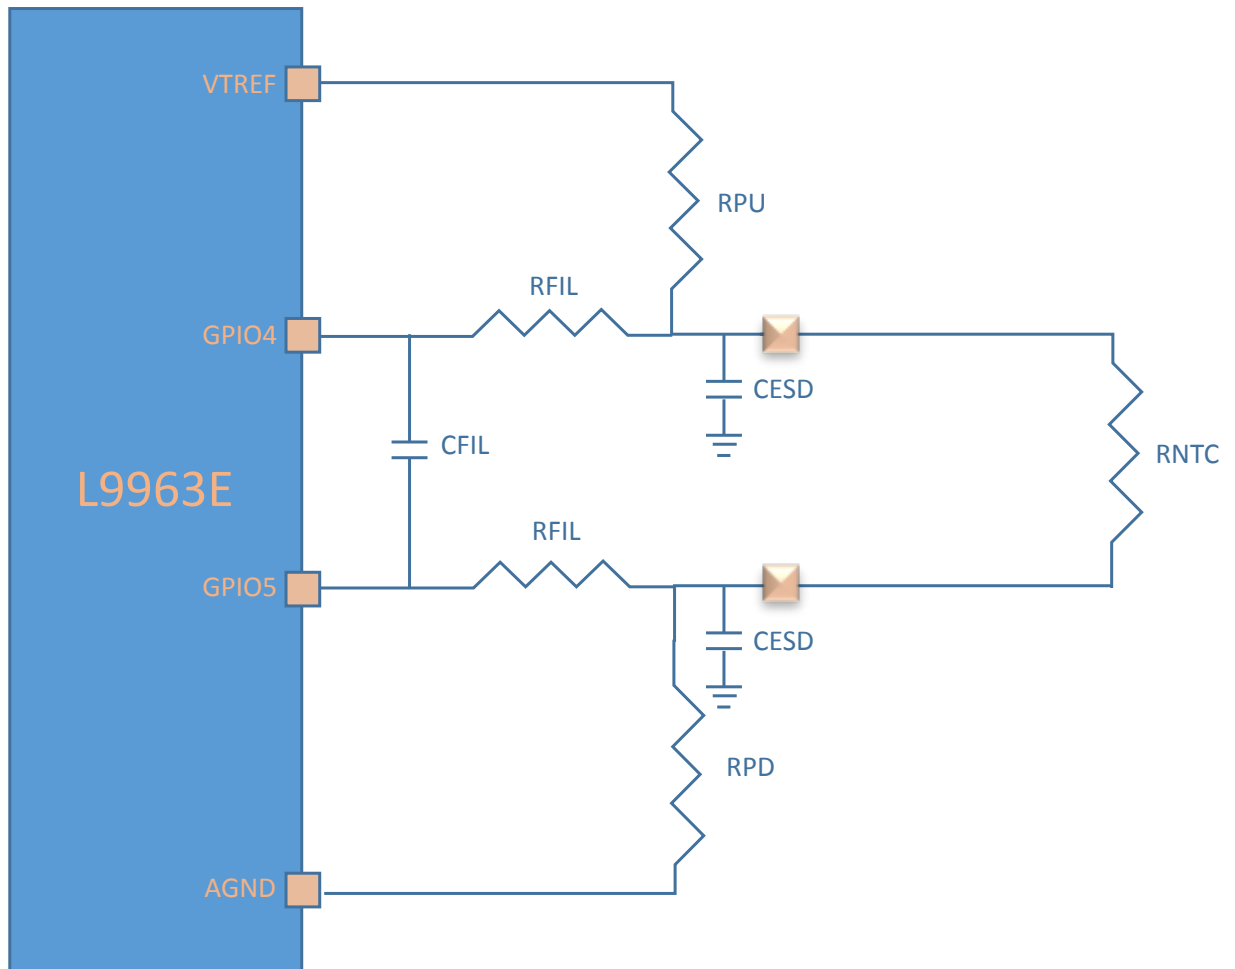 VTREF
RPU
RFIL
GPIO4
CESD
CFIL
RNTC
L9963E
RFIL
GPIO5
CESD
RPD
AGND